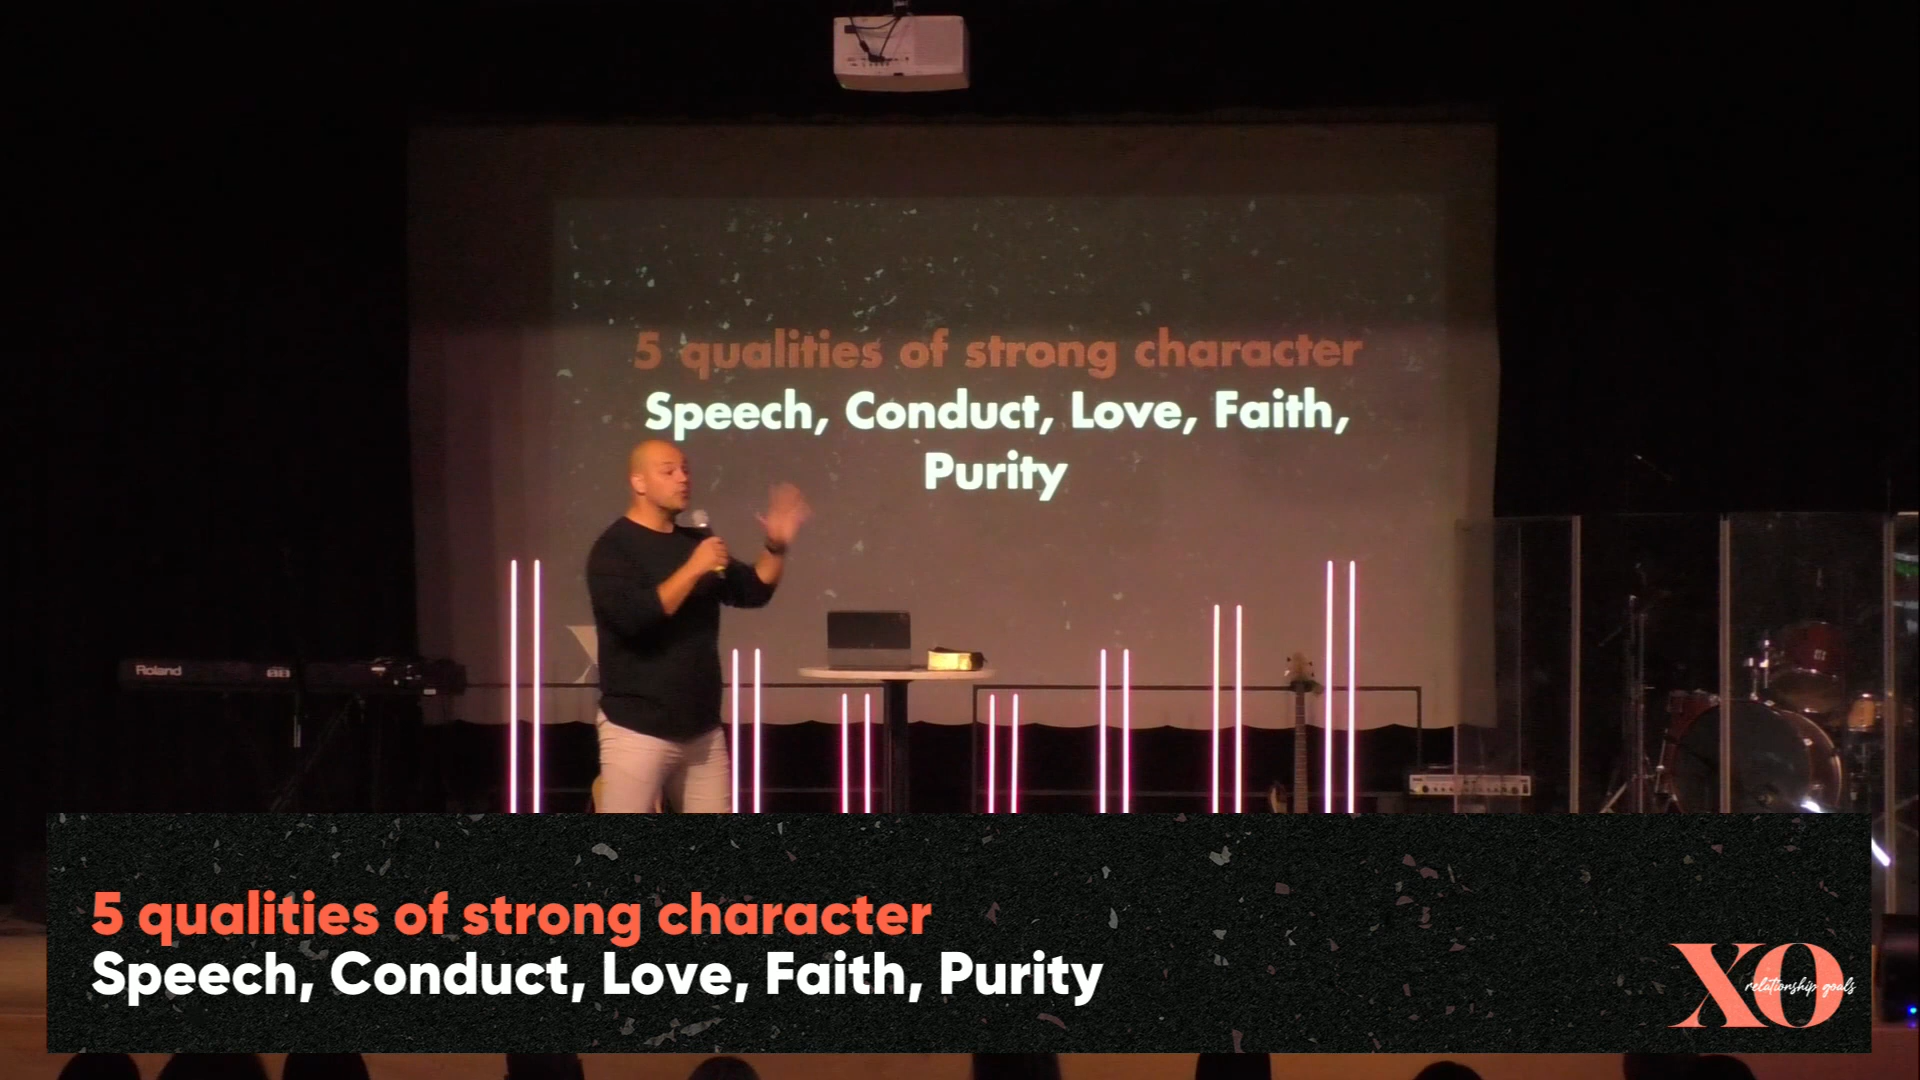 5 qualities of strong character
Speech, Conduct, Love, Faith,
Purity
Roland
88
5 qualities of strong character
Speech, Conduct, Love, Faith, Purity
XO
relationship goals